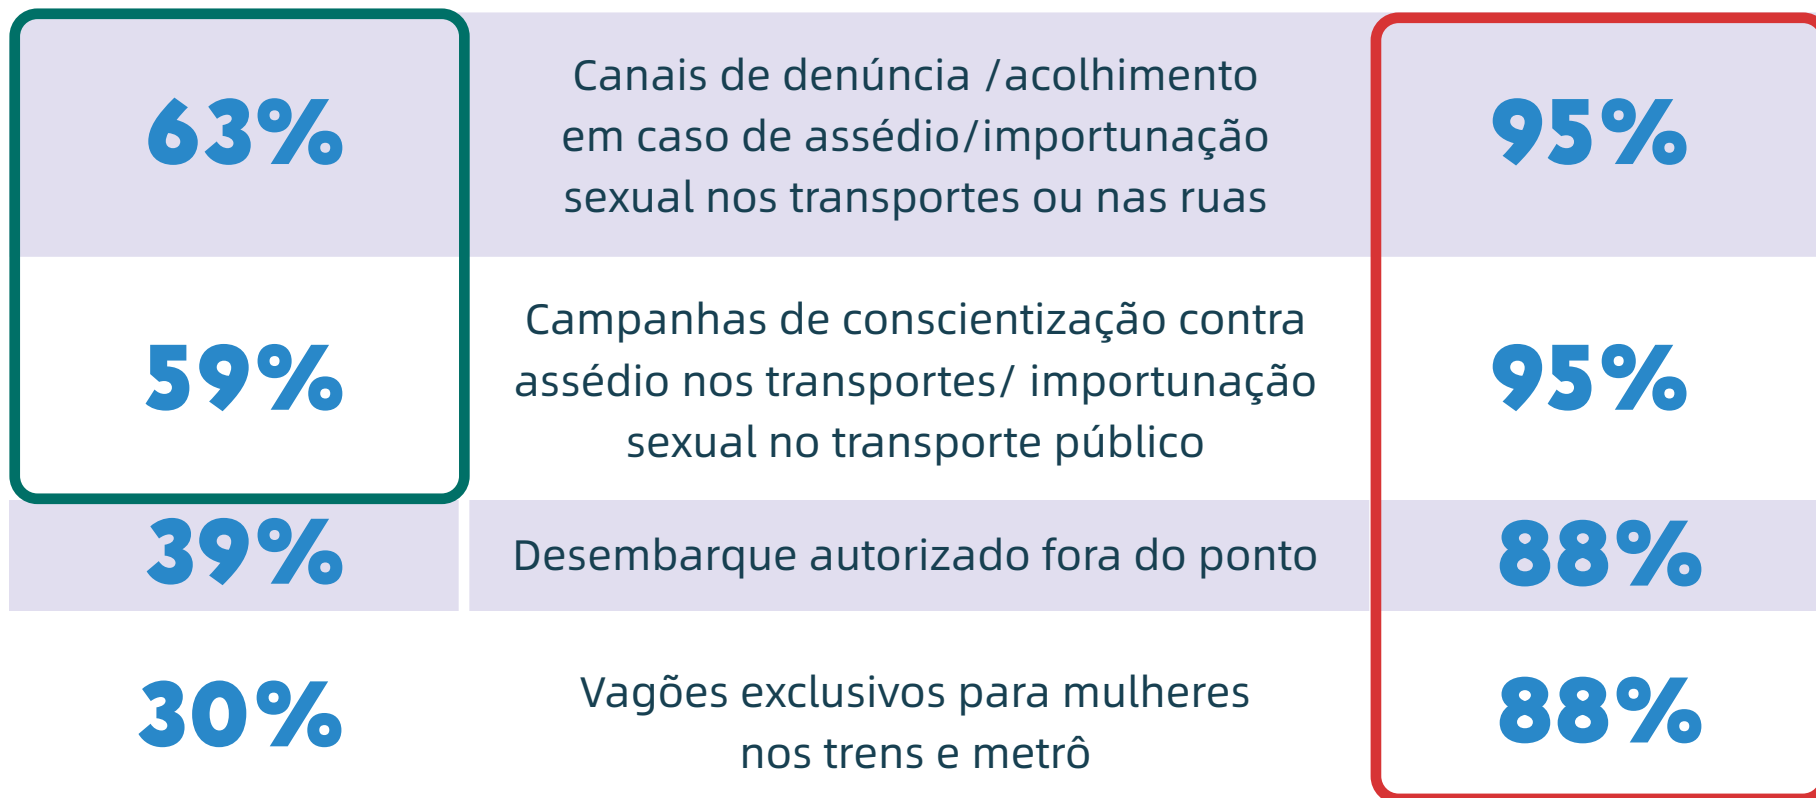 63%
Canais de denúncia /acolhimento
em caso de assédio/importunação
sexual nos transportes ou nas ruas
95%
59%
Campanhas de conscientização contra
assédio nos transportes/ importunação
sexual no transporte público
95%
39%
Desembarque autorizado fora do ponto
88%
30%
Vagões exclusivos para mulheres
nos trens e metrô
88%